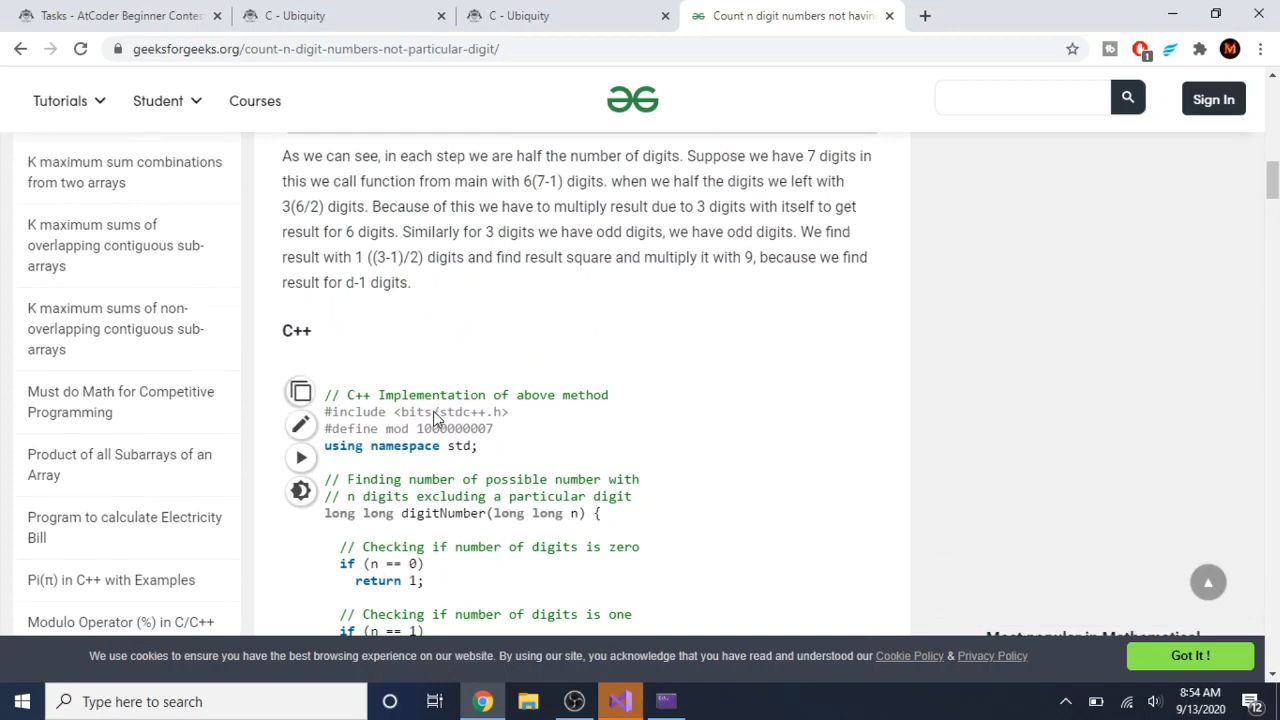 Tasks - AtCoder Beginner Contes
C - Ubiquity
C - Ubiquity
Count n digit numbers not having
geeksforgeeks.org/count-n-digit-numbers-not-particular-digit/
1
M
Tutorials
Student
Courses
Sign In
K maximum sum combinations
from two arrays
K maximum sums of
overlapping contiguous sub-
arrays
K maximum sums of non-
overlapping contiguous sub-
arrays
Must do Math for Competitive
Programming
Product of all Subarrays of an
Array
Program to calculate Electricity
Bill
Pi(π) in C++ with Examples
Modulo Operator (%) in C/C++
As we can see, in each step we are half the number of digits. Suppose we have 7 digits in
this we call function from main with 6(7-1) digits. when we half the digits we left with
3(6/2) digits. Because of this we have to multiply result due to 3 digits with itself to get
result for 6 digits. Similarly for 3 digits we have odd digits, we have odd digits. We find
result with 1 ((3-1)/2) digits and find result square and multiply it with 9, because we find
result for d-1 digits.
C++
// C++ Implementation of above method
#include <bits/stdc++.h>
#define mod 1000000007
using namespace std;
// Finding number of possible number with
// n digits excluding a particular digit
long long digitNumber(long long n) {
// Checking if number of digits is zero
if (n == 0)
return 1;
// Checking if number of digits is one
if (n == 1)
Most popular in Mathematical
We use cookies to ensure you have the best browsing experience on our website. By using our site, you acknowledge that you have read and understood our Cookie Policy & Privacy Policy
Got It !
Type here to search
8:54 AM
9/13/2020
12